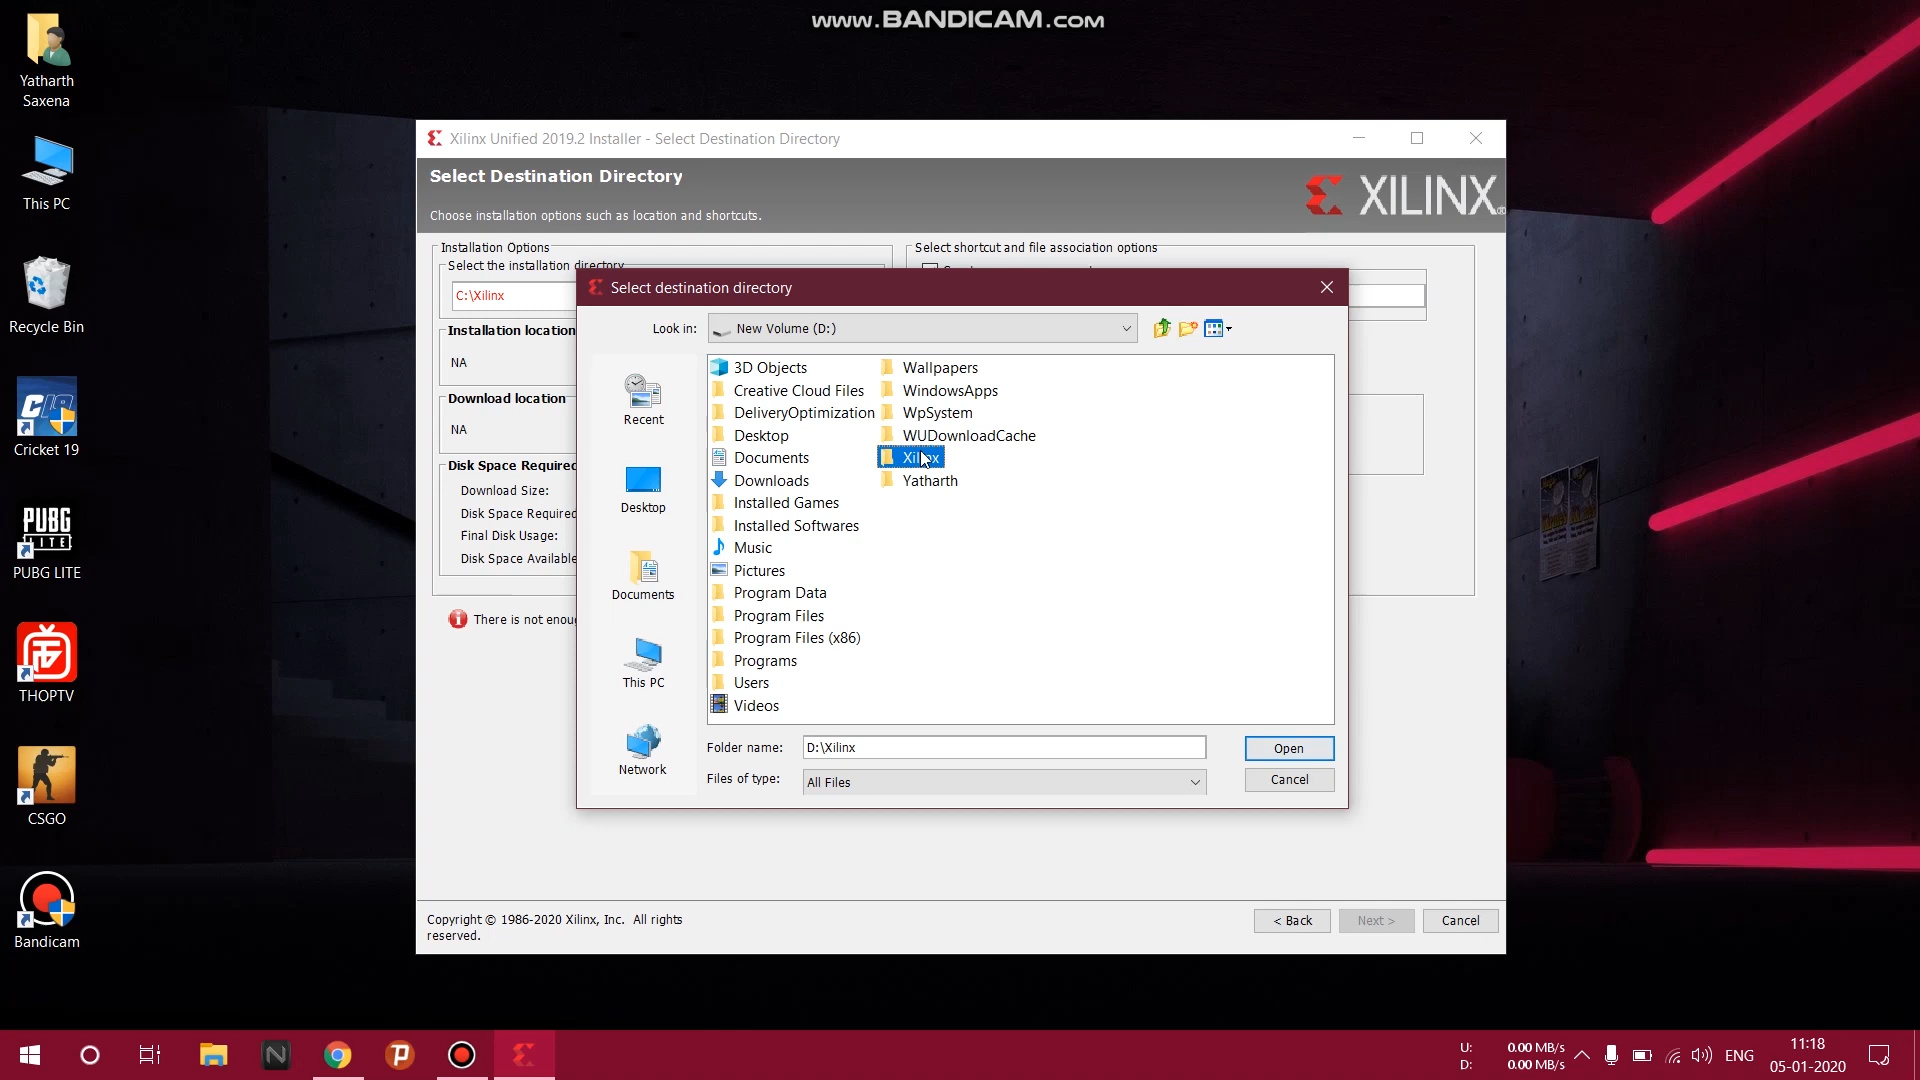 www.BANDICAM.com
Yatharth
Saxena
This PC
Recycle Bin
Cricket 19
PUBG LITE
THOPTV
CSGO
Bandicam
Xilinx Unified 2019.2 Installer - Select Destination Directory
Select Destination Directory
Choose installation options such as location and shortcuts.
XILINX
Installation Options
Select the installation directory
C:\Xilinx
Installation location
NA
Download location
NA
Disk Space Required
Download Size:
Disk Space Required
Final Disk Usage:
Disk Space Available
There is not
Select shortcut and file association options
Select destination directory
Look in:
New Volume (D:)
Recent
Desktop
Documents
This PC
Network
3D Objects
Creative Cloud Files
DeliveryOptimization
Desktop
Documents
Downloads
Installed Games
Installed Softwares
Music
Pictures
Program Data
Program Files
Program Files (x86)
Programs
Users
Videos
Wallpapers
WindowsApps
WpSystem
WUDownloadCache
Xilinx
Yatharth
Folder name:
D:\Xilinx
Open
Files of type:
All Files
Cancel
Copyright © 1986-2020 Xilinx, Inc. All rights
reserved.
< Back
Next >
Cancel
U: 0.00 MB/s
D: 0.00 MB/s
ENG
11:18
05-01-2020